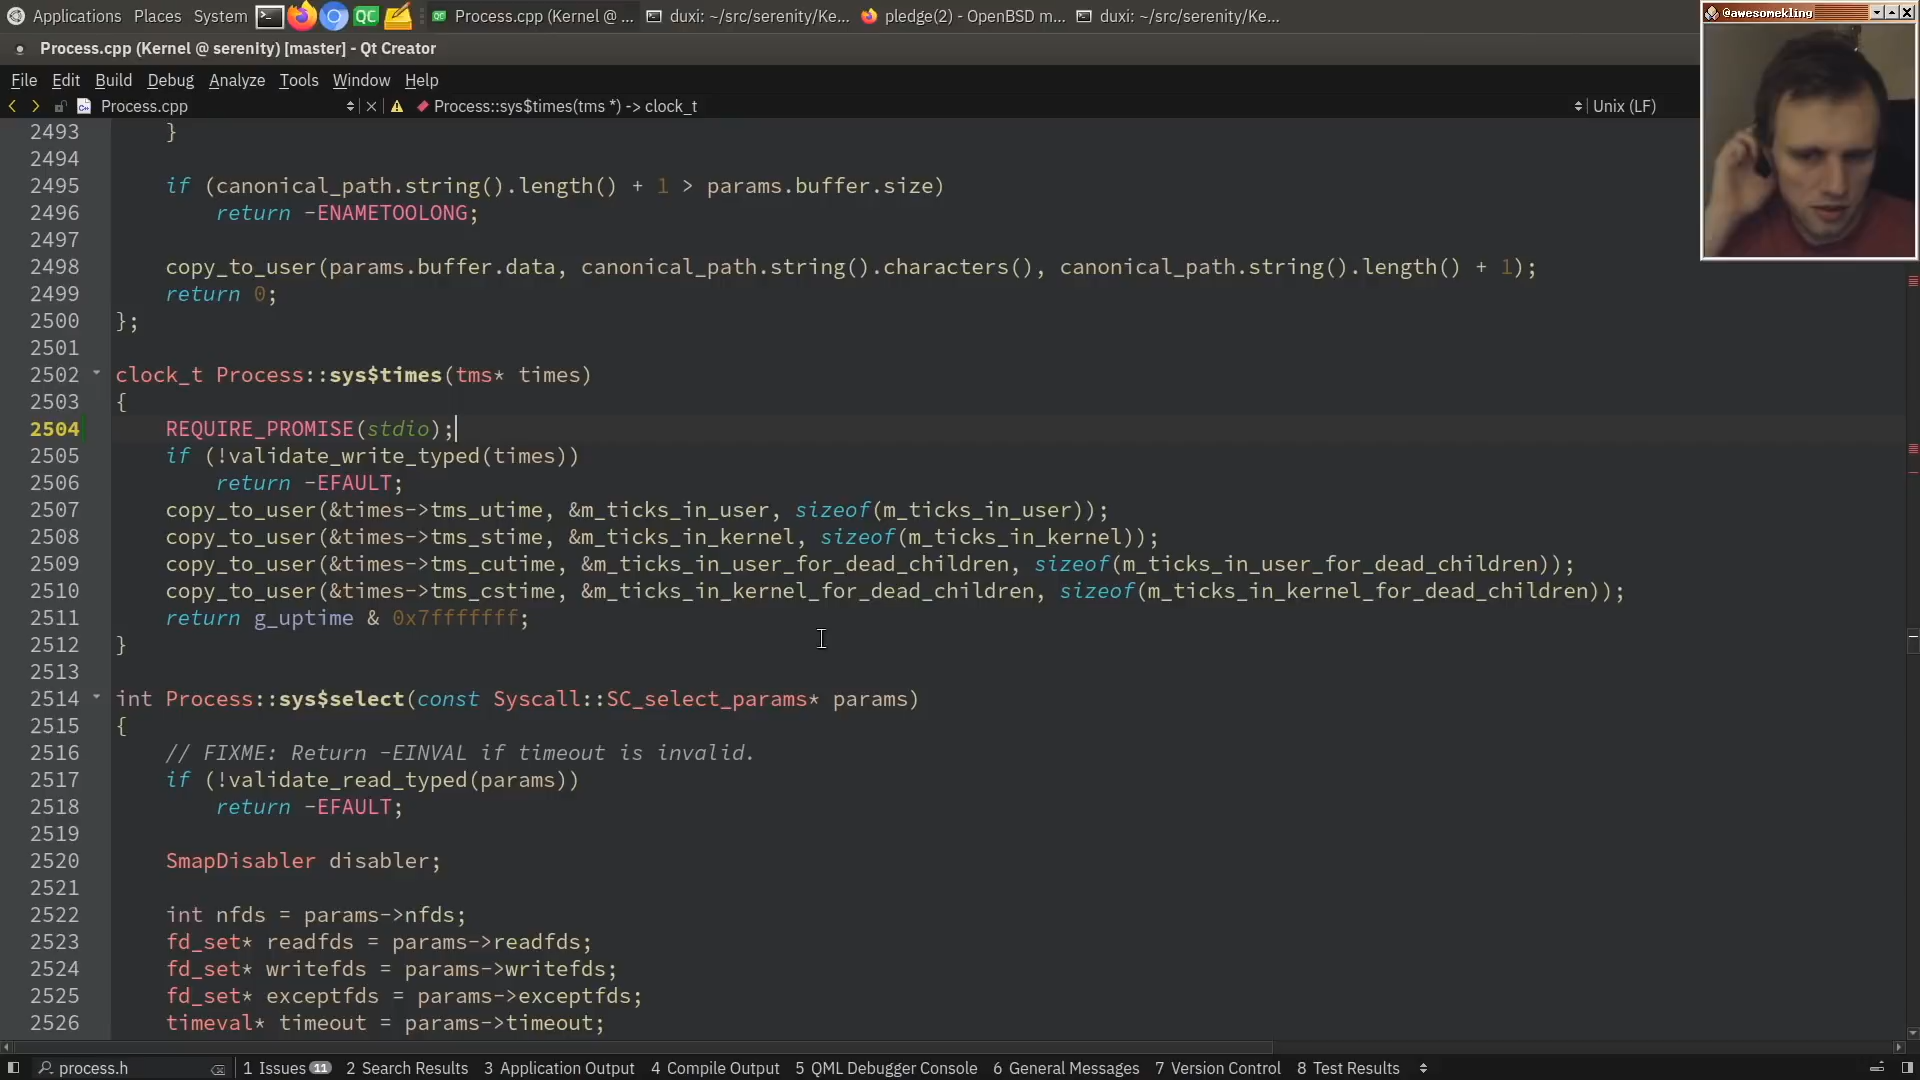 Applications Places System Process.cpp (Kernel @ ... duxi: ~/src/serenity/Ke... pledge(2) - OpenBSD m... duxi: ~/src/serenity/Ke...
@awesomekling
Process.cpp (Kernel @ serenity) [master] - Qt Creator
File Edit Build Debug Analyze Tools Window Help
Process.cpp Process::sys$times(tms *) -> clock_t Unix (LF)
2493 }
2494
2495 if (canonical_path.string().length() + 1 > params.buffer.size)
2496 return -ENAMETOOLONG;
2497
2498 copy_to_user(params.buffer.data, canonical_path.string().characters(), canonical_path.string().length() + 1);
2499 return 0;
2500 };
2501
2502 clock_t Process::sys$times(tms* times)
2503 {
2504 REQUIRE_PROMISE(stdio);
2505 if (!validate_write_typed(times))
2506 return -EFAULT;
2507 copy_to_user(&times->tms_utime, &m_ticks_in_user, sizeof(m_ticks_in_user));
2508 copy_to_user(&times->tms_stime, &m_ticks_in_kernel, sizeof(m_ticks_in_kernel));
2509 copy_to_user(&times->tms_cutime, &m_ticks_in_user_for_dead_children, sizeof(m_ticks_in_user_for_dead_children));
2510 copy_to_user(&times->tms_cstime, &m_ticks_in_kernel_for_dead_children, sizeof(m_ticks_in_kernel_for_dead_children));
2511 return g_uptime & 0x7fffffff;
2512 }
2513
2514 int Process::sys$select(const Syscall::SC_select_params* params)
2515 {
2516 // FIXME: Return -EINVAL if timeout is invalid.
2517 if (!validate_read_typed(params))
2518 return -EFAULT;
2519
2520 SmapDisabler disabler;
2521
2522 int nfds = params->nfds;
2523 fd_set* readfds = params->readfds;
2524 fd_set* writefds = params->writefds;
2525 fd_set* exceptfds = params->exceptfds;
2526 timeval* timeout = params->timeout;
process.h 1 Issues 11 2 Search Results 3 Application Output 4 Compile Output 5 QML Debugger Console 6 General Messages 7 Version Control 8 Test Results